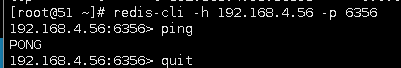 [root@51 ~]# redis-cli -h 192.168.4.56 -p 6356
192.168.4.56:6356> ping
PONG
192.168.4.56:6356> quit